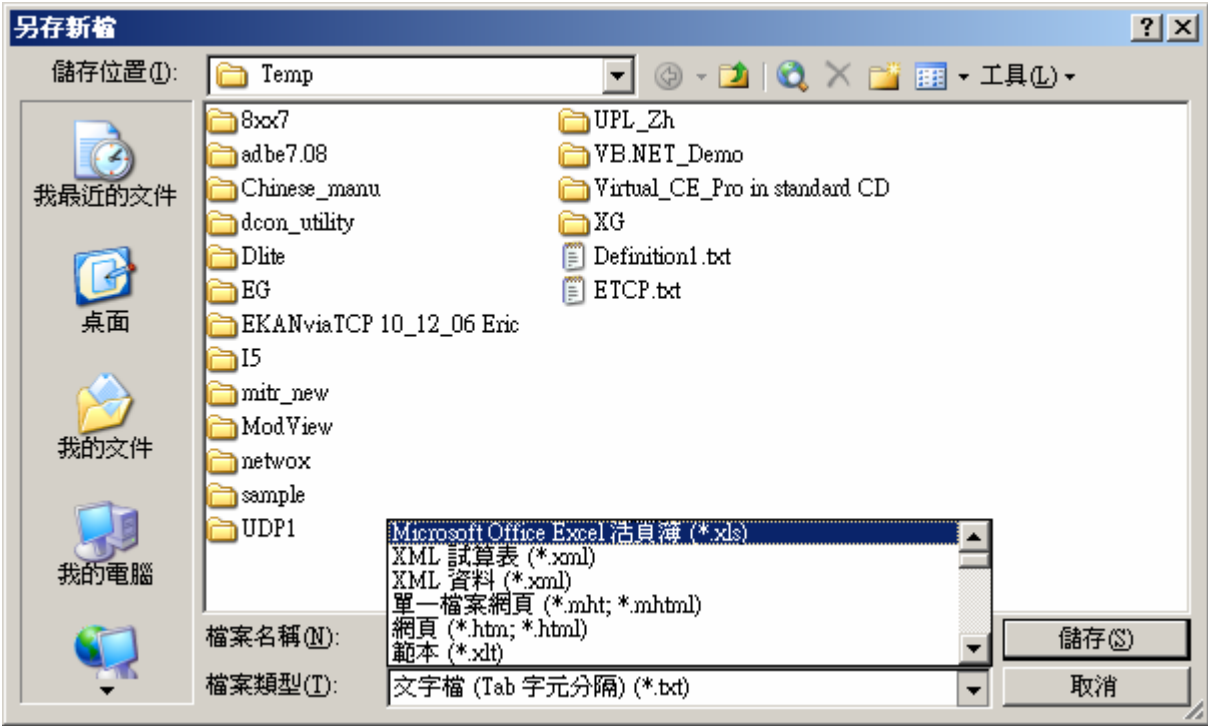 另存新檔
儲存位置(I):
Temp
工具(L)
我最近的文件
桌面
我的文件
我的電腦
8xx7
adbe7.08
Chinese_manu
dcon_utility
Dlite
EG
EKANviaTCP 10_12_06 Eric
I5
mitr_new
ModView
netwox
sample
UDP1
UPL_Zh
VB.NET_Demo
Virtual_CE_Pro in standard CD
XG
Definition1.txt
ETCP.txt
Microsoft Office Excel 活頁簿 (*.xls)
XML 試算表 (*.xml)
XML 資料 (*.xml)
單一檔案網頁 (*.mht; *.mhtml)
網頁 (*.htm; *.html)
範本 (*.xlt)
檔案名稱(N):
儲存(S)
檔案類型(T):
文字檔 (Tab 字元分隔) (*.txt)
取消